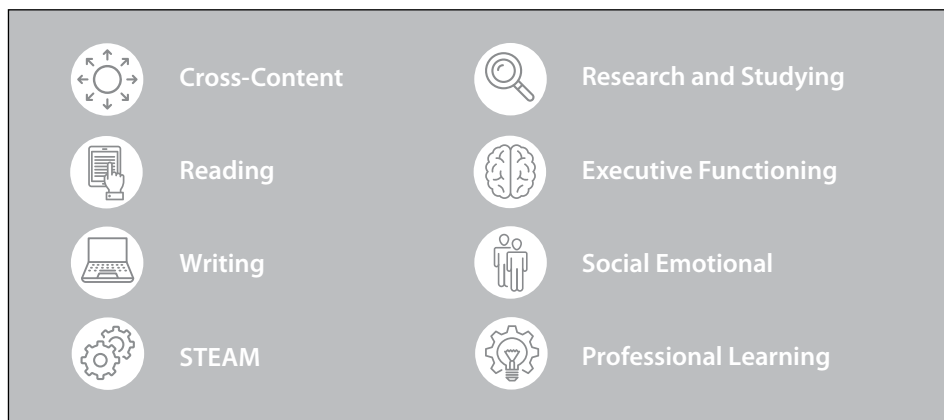 Cross-Content
Reading
Writing
STEAM
Research and Studying
Executive Functioning
Social Emotional
Professional Learning